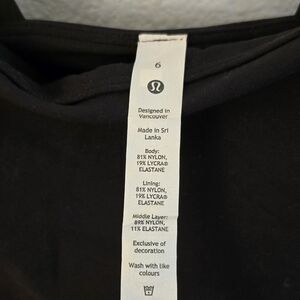 6
Designed in
Vancouver
Made in Sri
Lanka
Body:
81% NYLON,
19% LYCRA®
ELASTANE
Lining:
81% NYLON,
19% LYCRA®
ELASTANE
Middle Layer:
89% NYLON,
11% ELASTANE
Exclusive of
decoration
Wash with like
colours